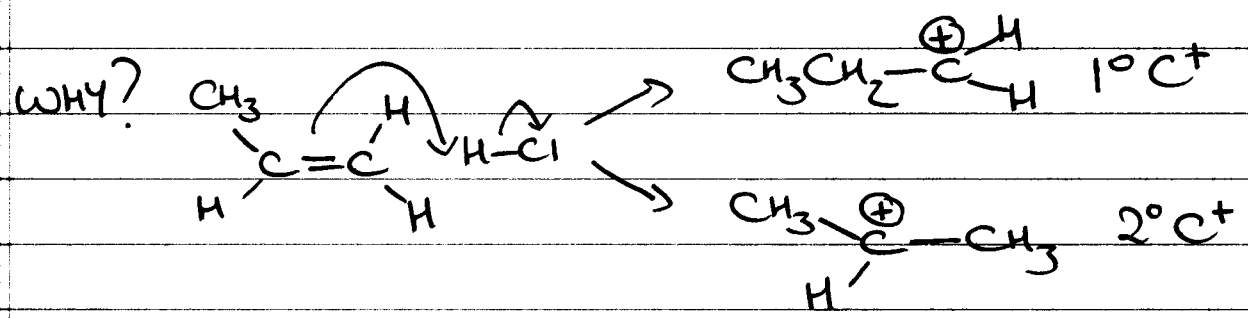 WHY?
CH₃ H
C=C H-Cl
H H
CH₃CH₂-C-H 1° C⁺
⊕ H
CH₃ ⊕
C-CH₃ 2° C⁺
H